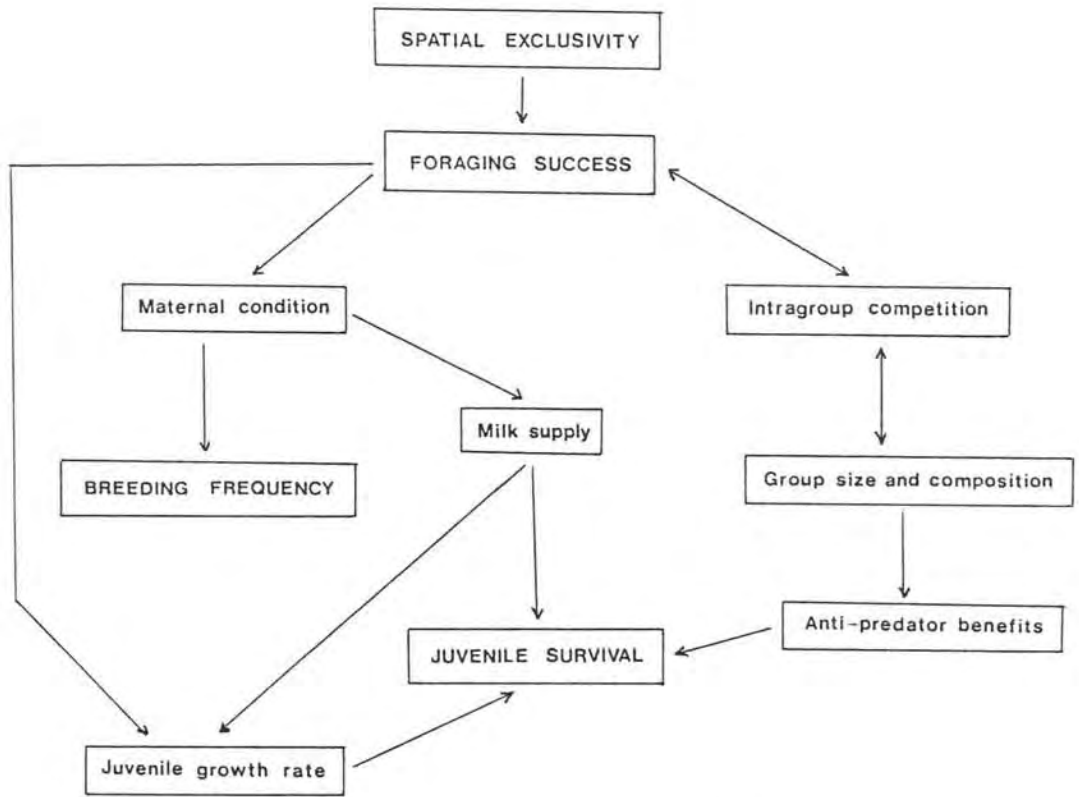 SPATIAL EXCLUSIVITY
FORAGING SUCCESS
Maternal condition
Intragroup competition
Milk supply
BREEDING FREQUENCY
Group size and composition
Anti-predator benefits
JUVENILE SURVIVAL
Juvenile growth rate